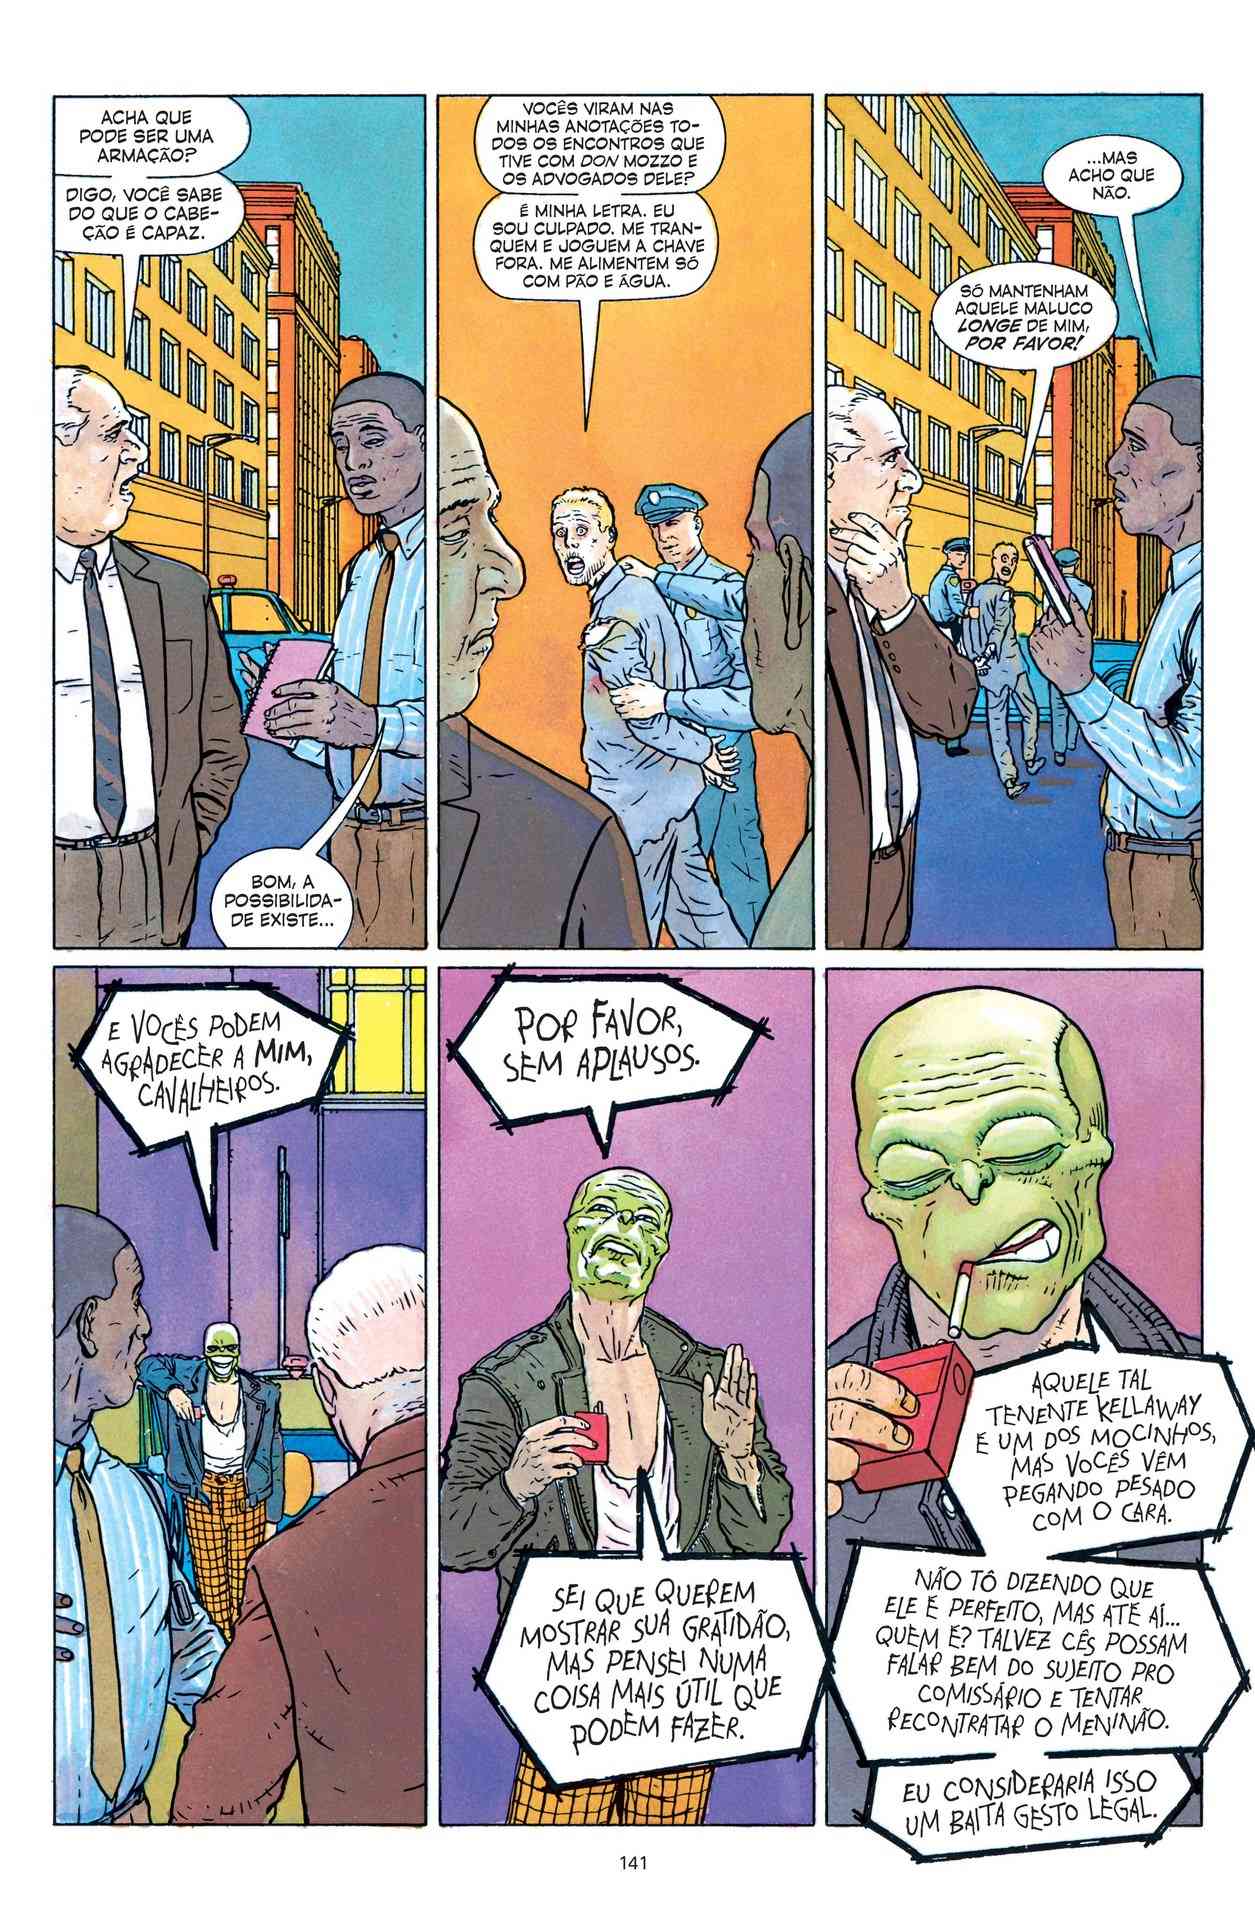 ACHA QUE
PODE SER UMA
ARMAÇÃO?
DIGO, VOCÊ SABE
DO QUE O CABE-
ÇÃO É CAPAZ.
BOM, A
POSSIBILIDA-
DE EXISTE...
VOCÊS VIRAM NAS
MINHAS ANOTAÇÕES TO-
DOS OS ENCONTROS QUE
TIVE COM DON MOZZO E
OS ADVOGADOS DELE?
É MINHA LETRA. EU
SOU CULPADO. ME TRAN-
QUEM E JOGUEM A CHAVE
FORA. ME ALIMENTEM SÓ
COM PÃO E ÁGUA.
...MAS
ACHO QUE
NÃO.
SÓ MANTENHAM
AQUELE MALUCO
LONGE DE MIM,
POR FAVOR!
E VOCÊS PODEM
AGRADECER A MIM,
CAVALHEIROS.
POR FAVOR,
SEM APLAUSOS.
SEI QUE QUEREM
MOSTRAR SUA GRATIDÃO,
MAS PENSEI NUMA
COISA MAIS ÚTIL QUE
PODEM FAZER.
AQUELE TAL
TENENTE KELLAWAY
É UM DOS MOCINHOS,
MAS VOCÊS VÊM
PEGANDO PESADO
COM O CARA.
NÃO TÔ DIZENDO QUE
ELE É PERFEITO, MAS ATÉ AÍ...
QUEM É? TALVEZ CÊS POSSAM
FALAR BEM DO SUJEITO PRO
COMISSÁRIO E TENTAR
RECONTRATAR O MENINÃO.
EU CONSIDERARIA ISSO
UM BAITA GESTO LEGAL.
141